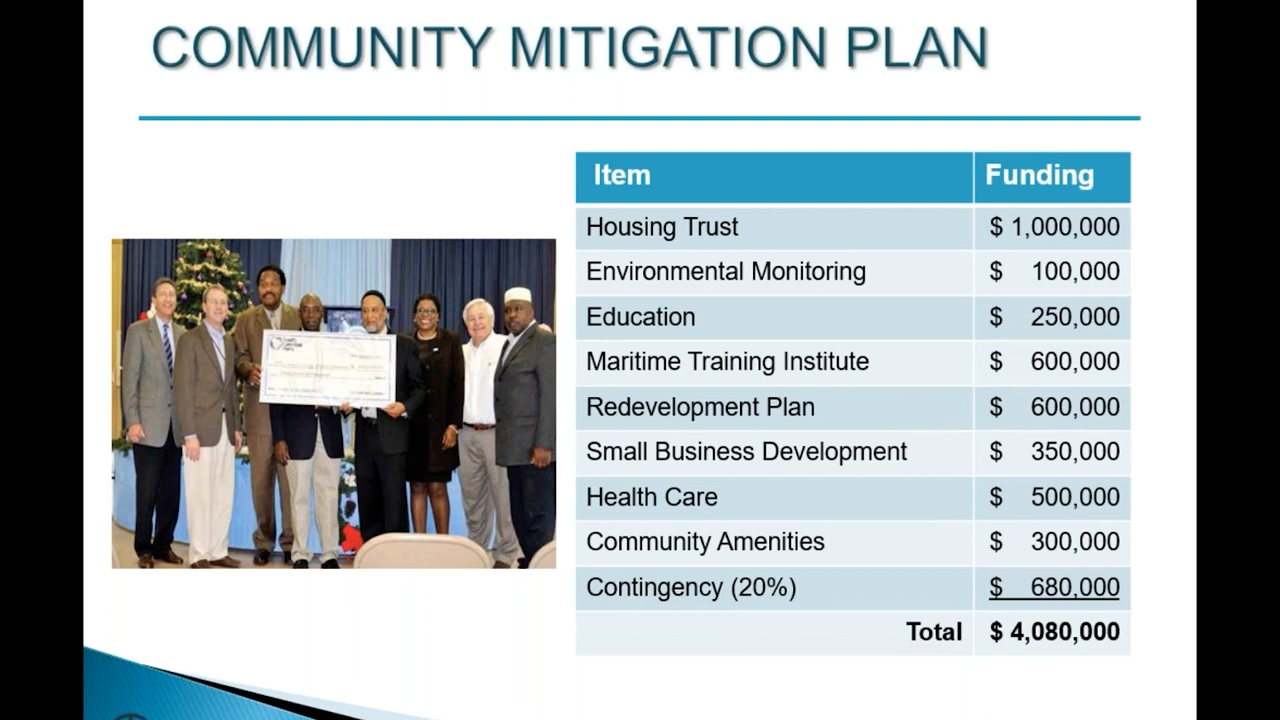 COMMUNITY MITIGATION PLAN
Item Funding
Housing Trust $ 1,000,000
Environmental Monitoring $ 100,000
Education $ 250,000
Maritime Training Institute $ 600,000
Redevelopment Plan $ 600,000
Small Business Development $ 350,000
Health Care $ 500,000
Community Amenities $ 300,000
Contingency (20%) $ 680,000
Total $ 4,080,000